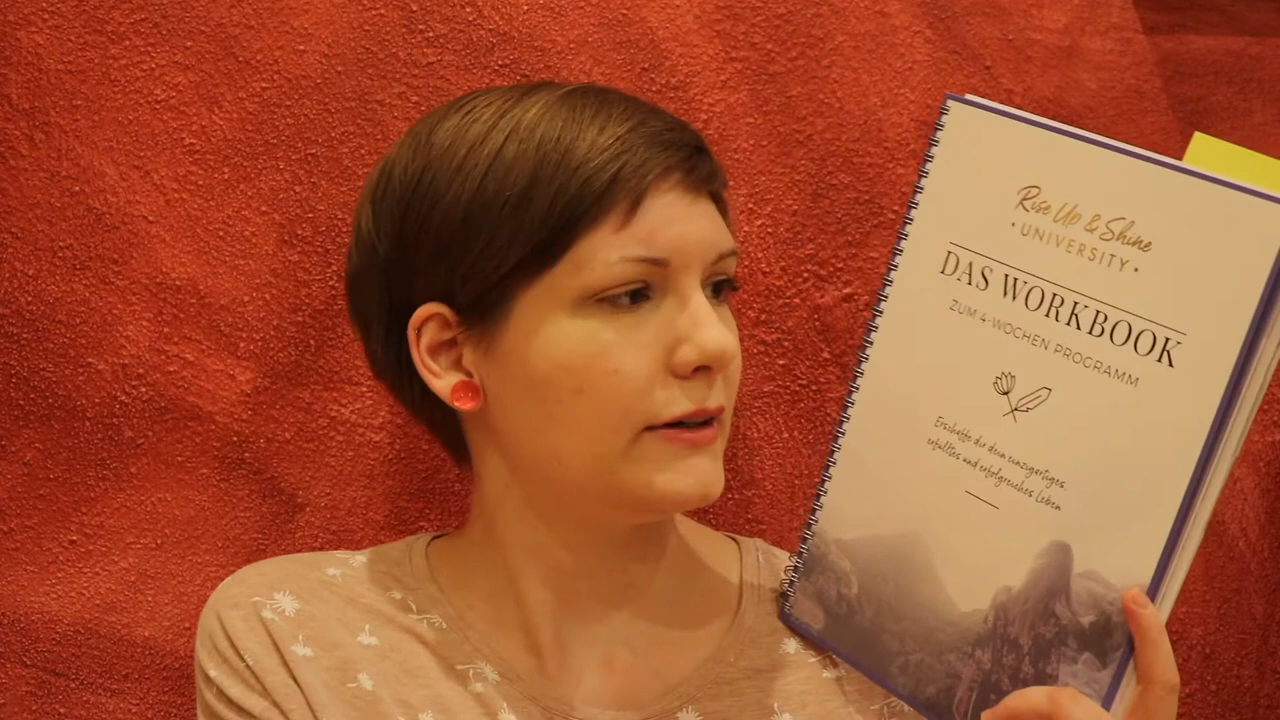 Rise Up & Shine
• UNIVERSITY •
DAS WORKBOOK
ZUM 4-WOCHEN PROGRAMM
Erschaffe dir dein einzigartiges,
erfülltes und erfolgreiches Leben